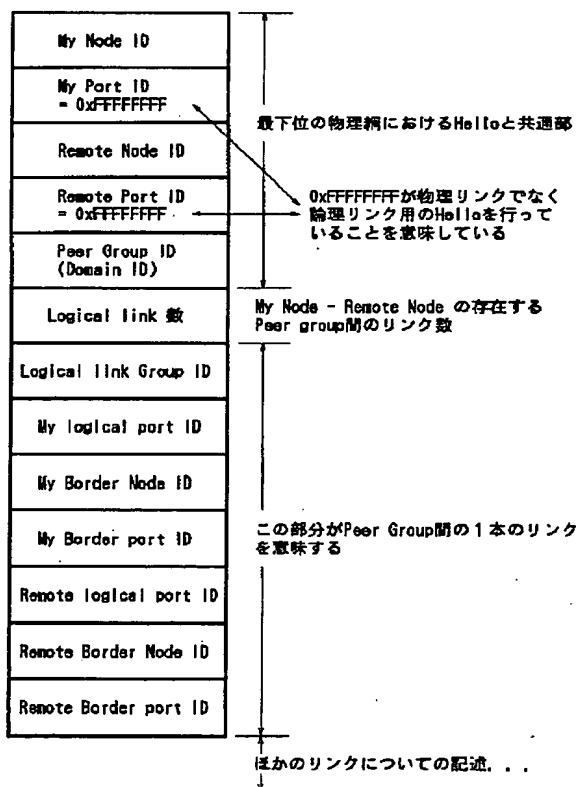 My Node ID
My Port ID
= 0xFFFFFFFF
Remote Node ID
Remote Port ID
= 0xFFFFFFFF
Peer Group ID
(Domain ID)
Logical link 数
Logical link Group ID
My logical port ID
My Border Node ID
My Border port ID
Remote logical port ID
Remote Border Node ID
Remote Border port ID
最下位の物理網におけるHelloと共通部
0xFFFFFFFFが物理リンクでなく
論理リンク用のHelloを行って
いることを意味している
My Node - Remote Node の存在する
Peer group間のリンク数
この部分がPeer Group間の1本のリンク
を意味する
ほかのリンクについての記述...